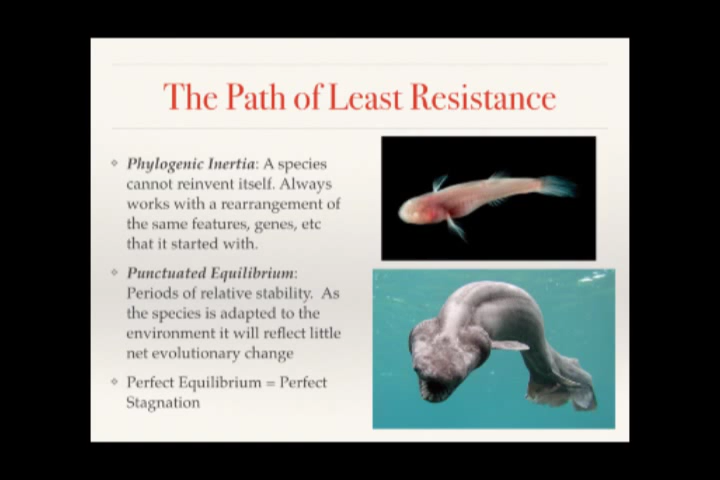 The Path of Least Resistance
Phylogenic Inertia: A species
cannot reinvent itself. Always
works with a rearrangement of
the same features, genes, etc
that it started with.
Punctuated Equilibrium:
Periods of relative stability. As
the species is adapted to the
environment it will reflect little
net evolutionary change
Perfect Equilibrium = Perfect
Stagnation